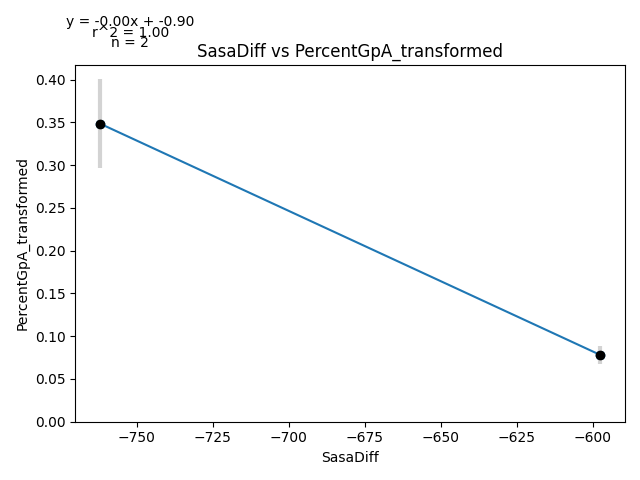 y = -0.00x + -0.90
r^2 = 1.00
n = 2
SasaDiff vs PercentGpA_transformed
0.40
0.35
0.30
0.25
0.20
0.15
0.10
0.05
0.00
PercentGpA_transformed
−750
−725
−700
−675
−650
−625
−600
SasaDiff